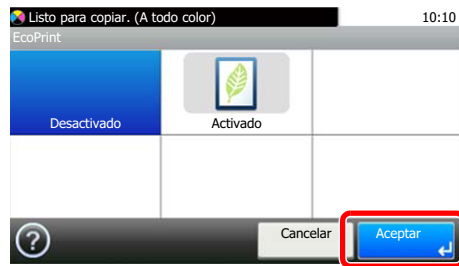 Listo para copiar. (A todo color) 10:10
EcoPrint
Desactivado Activado
? Cancelar Aceptar